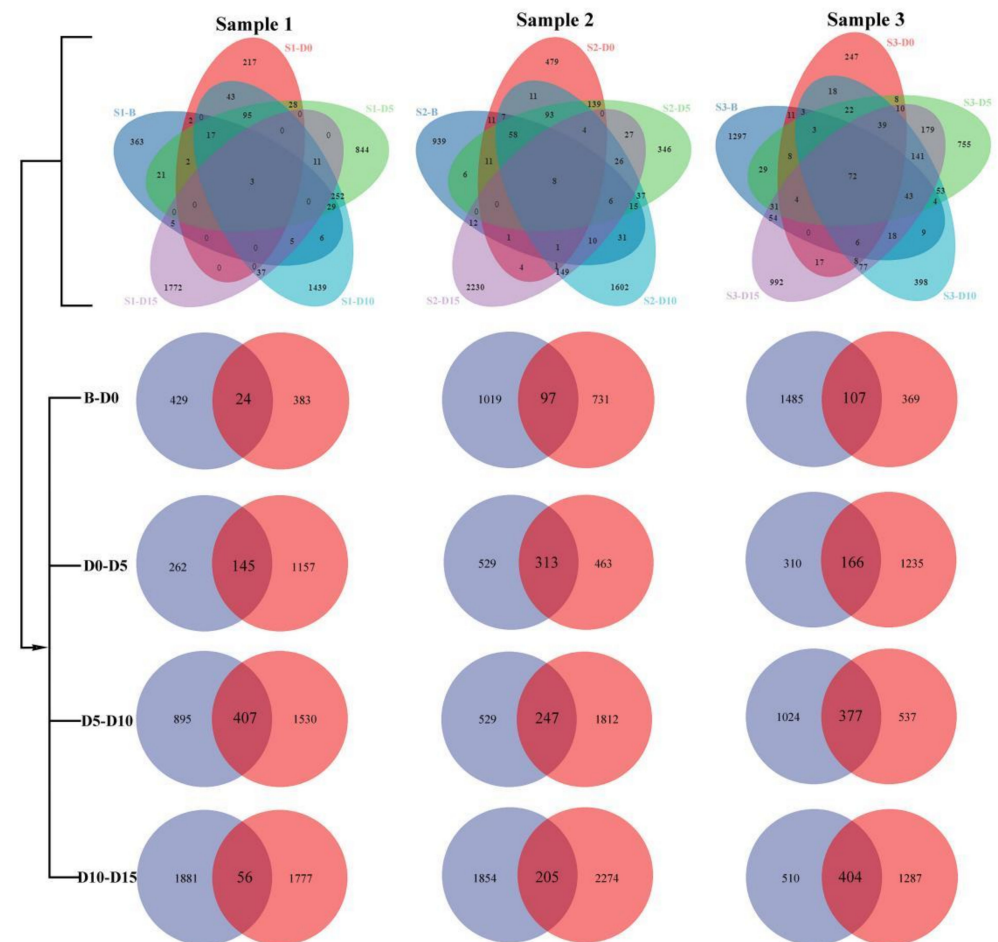 Sample 1 Sample 2 Sample 3
S1-D0 S2-D0 S3-D0
217 479 247
43 28 11 139 18 8
S1-B 2 0 95 0 S1-D5 S2-B 11 7 93 0 S2-D5 S3-B 11 3 22 10 S3-D5
363 17 0 0 844 939 58 4 27 346 1297 3 39 179 755
21 2 11 6 11 26 29 8 141
3 252 8 37 72 53
0 0 0 29 0 0 6 15 31 4 43 4
5 0 0 5 6 12 1 1 10 31 54 0 6 18 9
0 0 37 4 1 149 17 8 77
1772 1439 2230 1602 992 398
S1-D15 S1-D10 S2-D15 S2-D10 S3-D15 S3-D10
B-D0 429 24 383 1019 97 731 1485 107 369
D0-D5 262 145 1157 529 313 463 310 166 1235
D5-D10 895 407 1530 529 247 1812 1024 377 537
D10-D15 1881 56 1777 1854 205 2274 510 404 1287